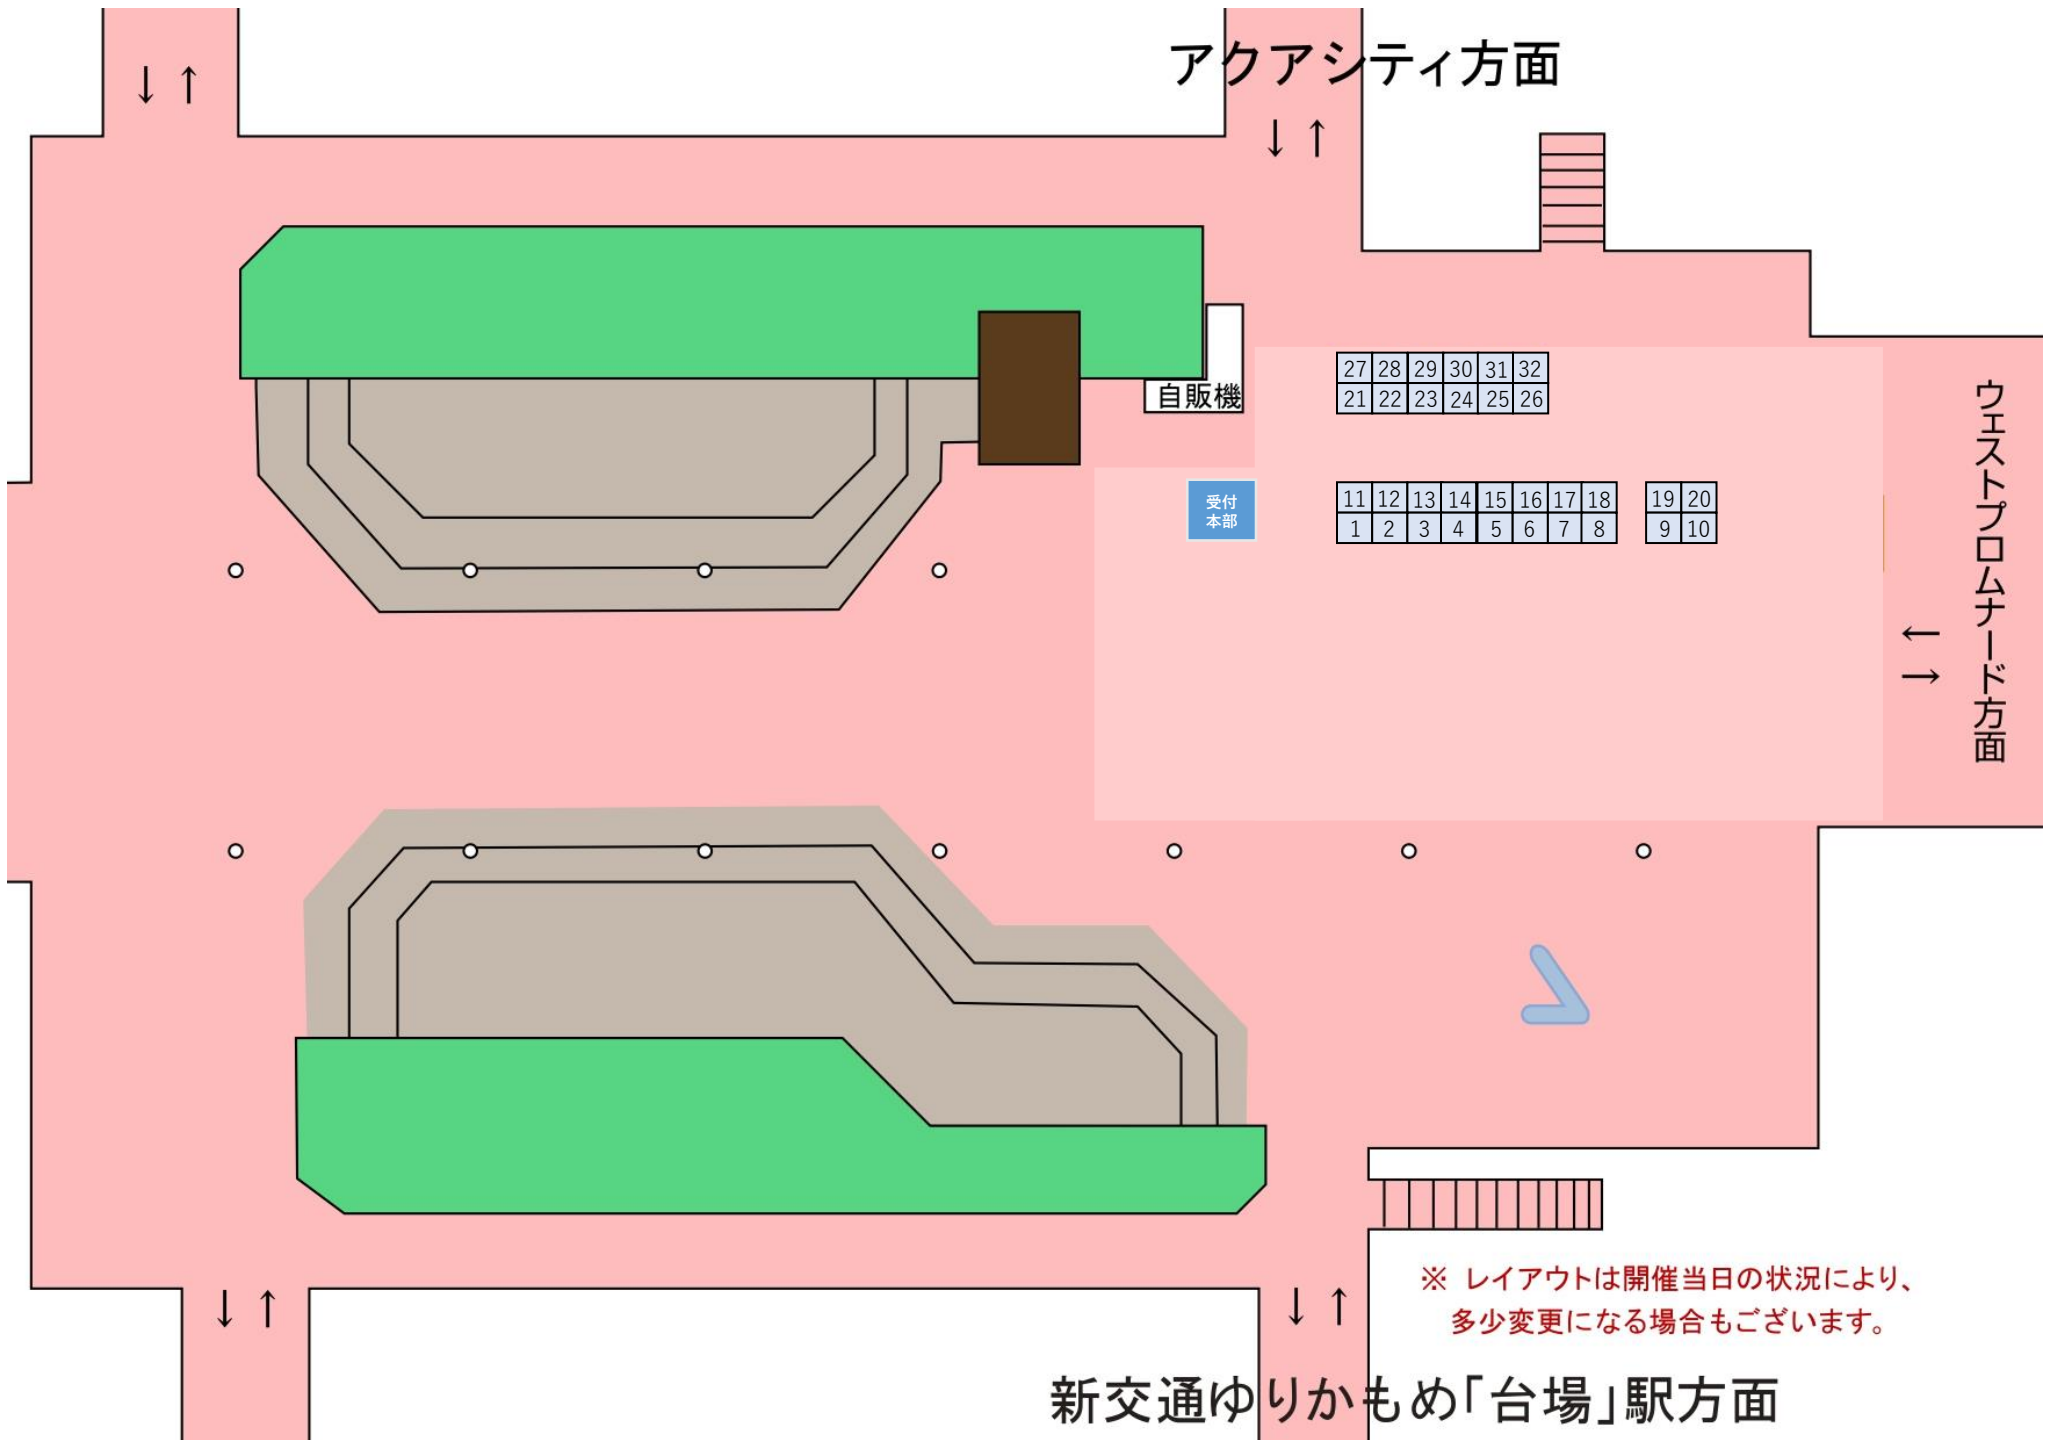 ↓ ↑
アクアシティ方面
↓ ↑
27 28 29 30 31 32
21 22 23 24 25 26
自販機
受付
本部
11 12 13 14 15 16 17 18 19 20
1 2 3 4 5 6 7 8 9 10
ウェストプロムナード方面
←
→
↓ ↑
↓ ↑
※ レイアウトは開催当日の状況により、
多少変更になる場合もございます。
新交通ゆりかもめ「台場」駅方面